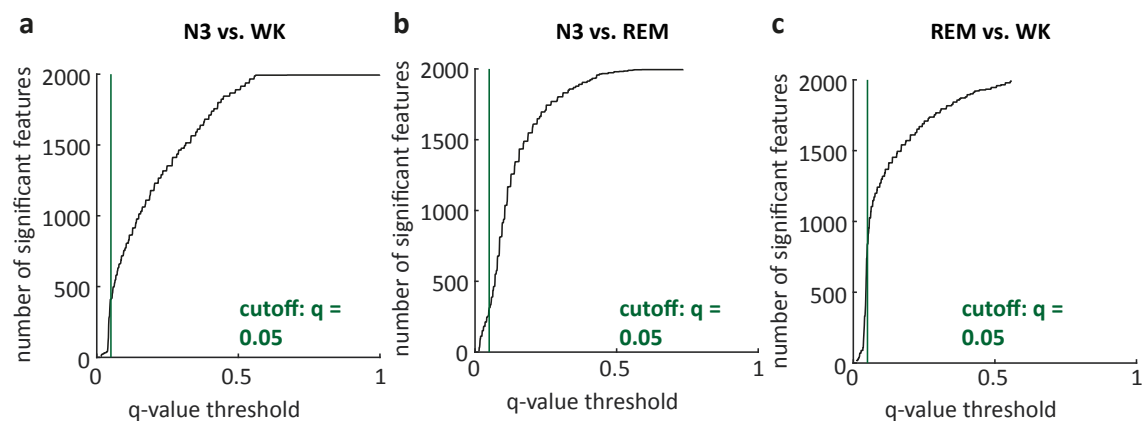 a
N3 vs. WK
number of significant features
2000
1500
1000
500
0
0
0.5
1
q-value threshold
cutoff: q =
0.05
b
N3 vs. REM
number of significant features
2000
1500
1000
500
0
0
0.5
1
q-value threshold
cutoff: q =
0.05
c
REM vs. WK
number of significant features
2000
1500
1000
500
0
0
0.5
1
q-value threshold
cutoff: q =
0.05